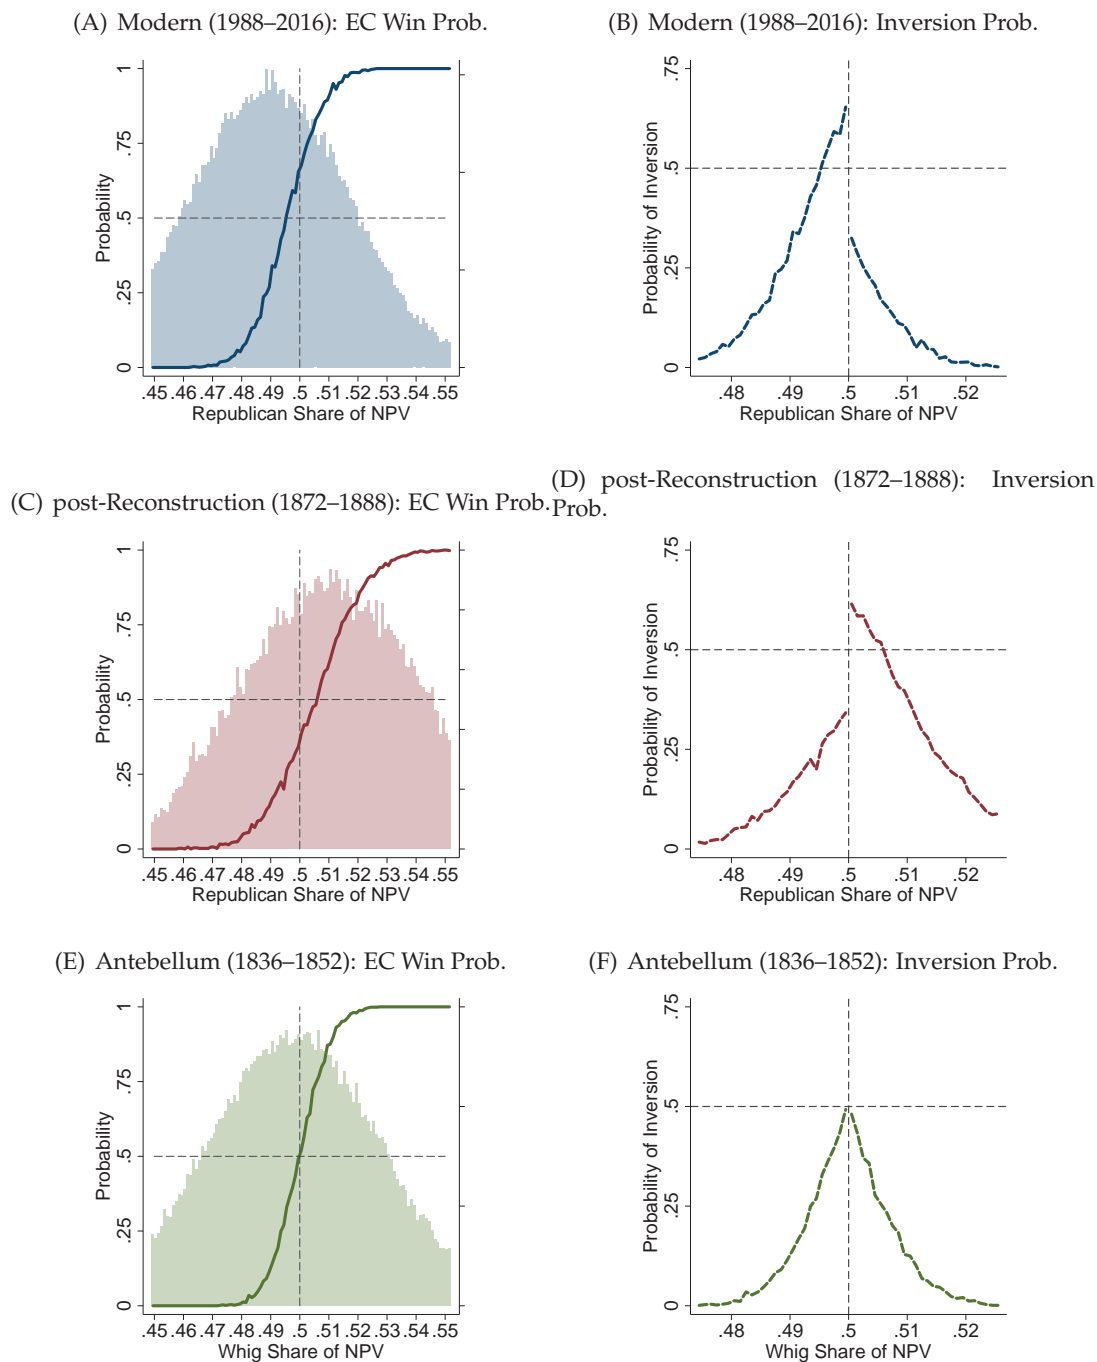 (A) Modern (1988–2016): EC Win Prob.
Probability
1
.75
.5
.25
0
.45 .46 .47 .48 .49 .5 .51 .52 .53 .54 .55
Republican Share of NPV
(B) Modern (1988–2016): Inversion Prob.
Probability of Inversion
.75
.5
.25
0
.48 .49 .5 .51 .52
Republican Share of NPV
(C) post-Reconstruction (1872–1888): EC Win Prob.
Probability
1
.75
.5
.25
0
.45 .46 .47 .48 .49 .5 .51 .52 .53 .54 .55
Republican Share of NPV
(D) post-Reconstruction (1872–1888): Inversion
Prob.
Probability of Inversion
.75
.5
.25
0
.48 .49 .5 .51 .52
Republican Share of NPV
(E) Antebellum (1836–1852): EC Win Prob.
Probability
1
.75
.5
.25
0
.45 .46 .47 .48 .49 .5 .51 .52 .53 .54 .55
Whig Share of NPV
(F) Antebellum (1836–1852): Inversion Prob.
Probability of Inversion
.75
.5
.25
0
.48 .49 .5 .51 .52
Whig Share of NPV